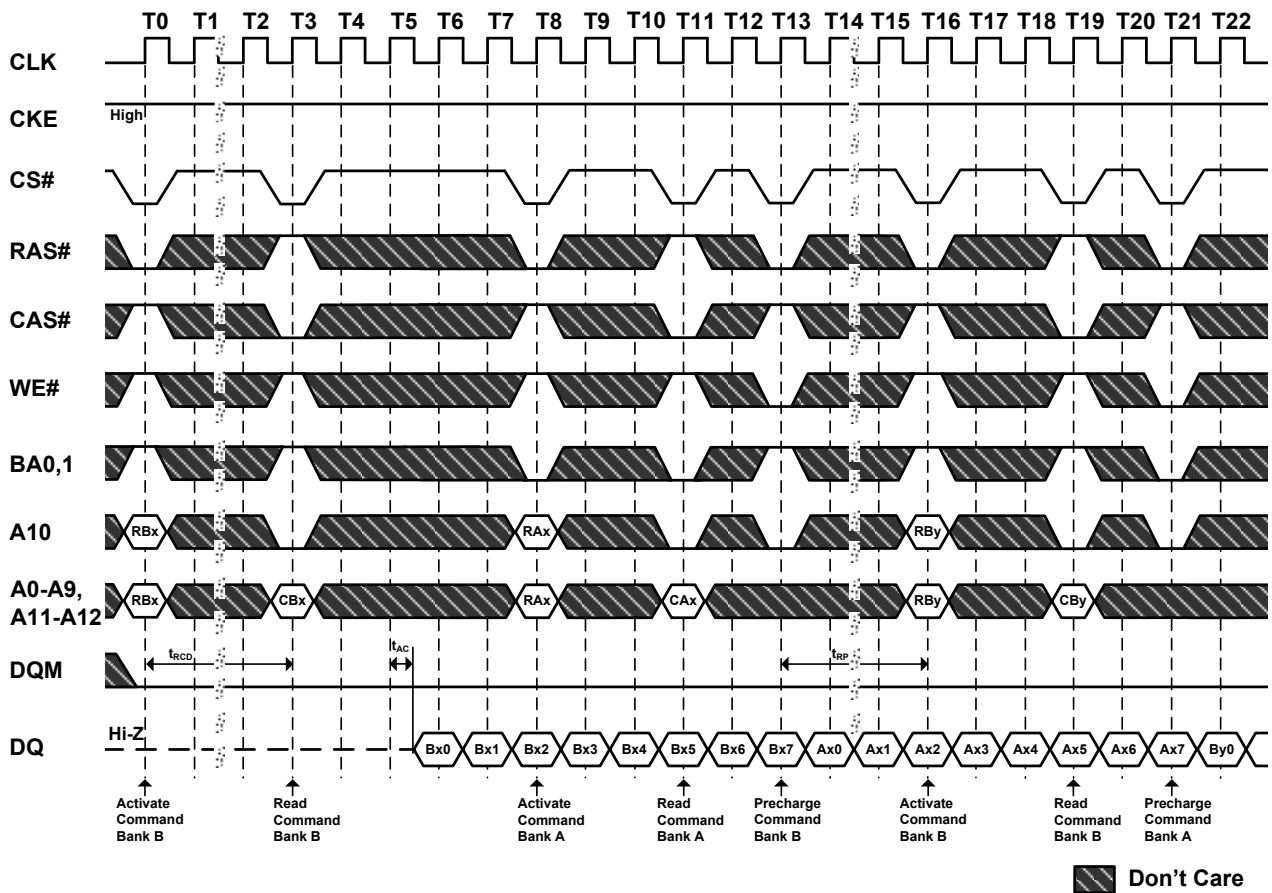 T0 T1 T2 T3 T4 T5 T6 T7 T8 T9 T10 T11 T12 T13 T14 T15 T16 T17 T18 T19 T20 T21 T22
CLK
CKE High
CS#
RAS#
CAS#
WE#
BA0,1
A10 RBx RAx RBy
A0-A9,
A11-A12
RBx CBx RAx CAx RBy CBy
DQM
tRCD tAC tRP
DQ Hi-Z Bx0 Bx1 Bx2 Bx3 Bx4 Bx5 Bx6 Bx7 Ax0 Ax1 Ax2 Ax3 Ax4 Ax5 Ax6 Ax7 By0
Activate
Command
Bank B
Read
Command
Bank B
Activate
Command
Bank A
Read
Command
Bank A
Precharge
Command
Bank B
Activate
Command
Bank B
Read
Command
Bank B
Precharge
Command
Bank A
Don't Care